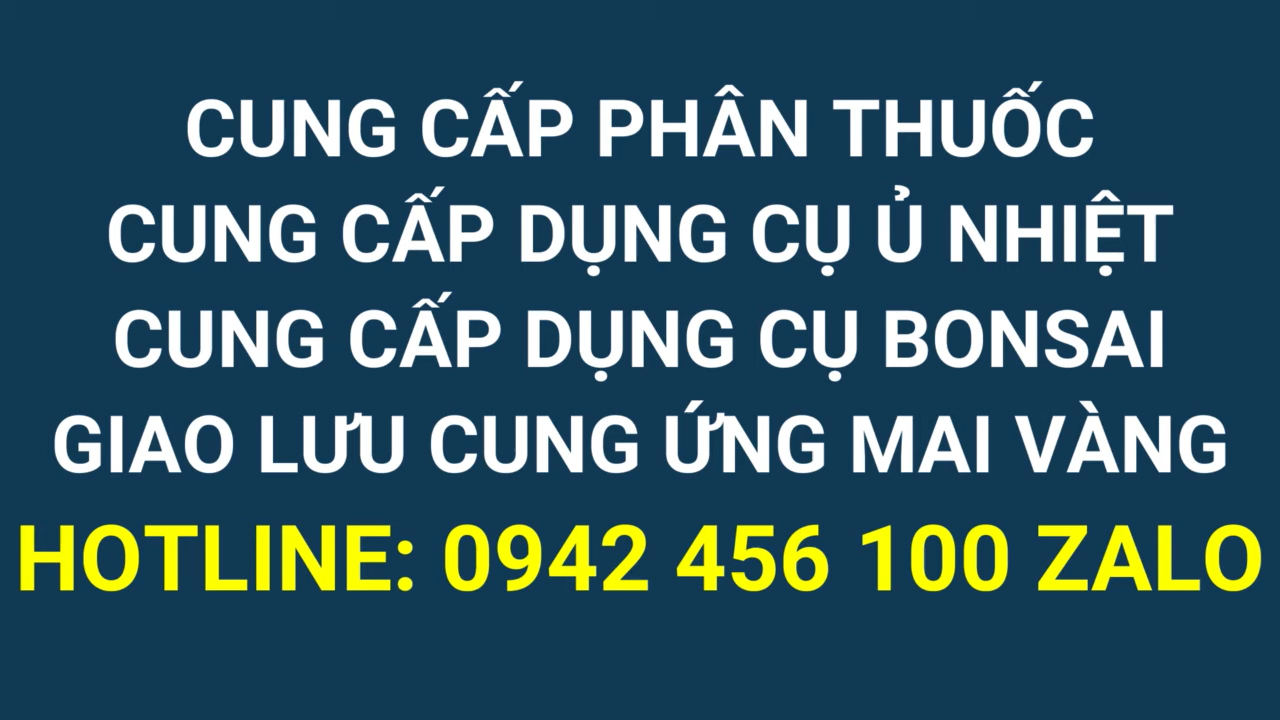 CUNG CẤP PHÂN THUỐC
CUNG CẤP DỤNG CỤ Ủ NHIỆT
CUNG CẤP DỤNG CỤ BONSAI
GIAO LƯU CUNG ỨNG MAI VÀNG
HOTLINE: 0942 456 100 ZALO